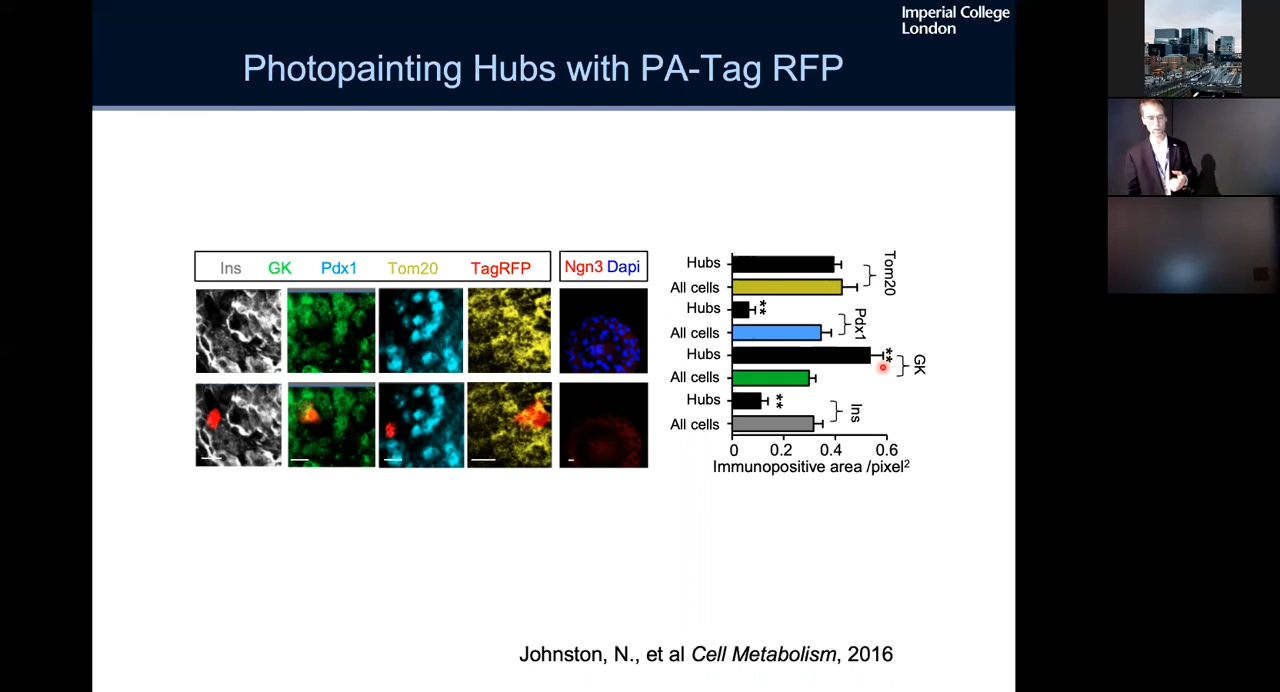 Imperial College
London
Photopainting Hubs with PA-Tag RFP
Ins GK Pdx1 Tom20 TagRFP
Ngn3 Dapi
Hubs
All cells
Tom20
Hubs **
All cells
Pdx1
Hubs **
All cells
GK
Hubs **
All cells
Ins
0 0.2 0.4 0.6
Immunopositive area /pixel²
Johnston, N., et al Cell Metabolism, 2016